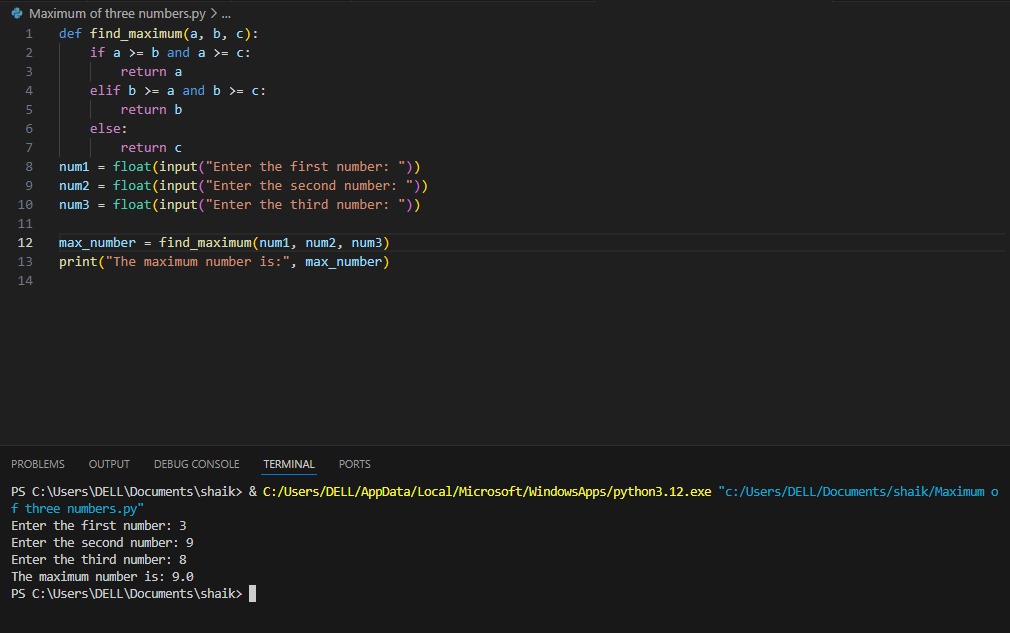 Maximum of three numbers.py > ...
1 def find_maximum(a, b, c):
2     if a >= b and a >= c:
3         return a
4     elif b >= a and b >= c:
5         return b
6     else:
7         return c
8 num1 = float(input("Enter the first number: "))
9 num2 = float(input("Enter the second number: "))
10 num3 = float(input("Enter the third number: "))
11
12 max_number = find_maximum(num1, num2, num3)
13 print("The maximum number is:", max_number)
14
PROBLEMS OUTPUT DEBUG CONSOLE TERMINAL PORTS
PS C:\Users\DELL\Documents\shaik> & C:/Users/DELL/AppData/Local/Microsoft/WindowsApps/python3.12.exe "c:/Users/DELL/Documents/shaik/Maximum o
f three numbers.py"
Enter the first number: 3
Enter the second number: 9
Enter the third number: 8
The maximum number is: 9.0
PS C:\Users\DELL\Documents\shaik>